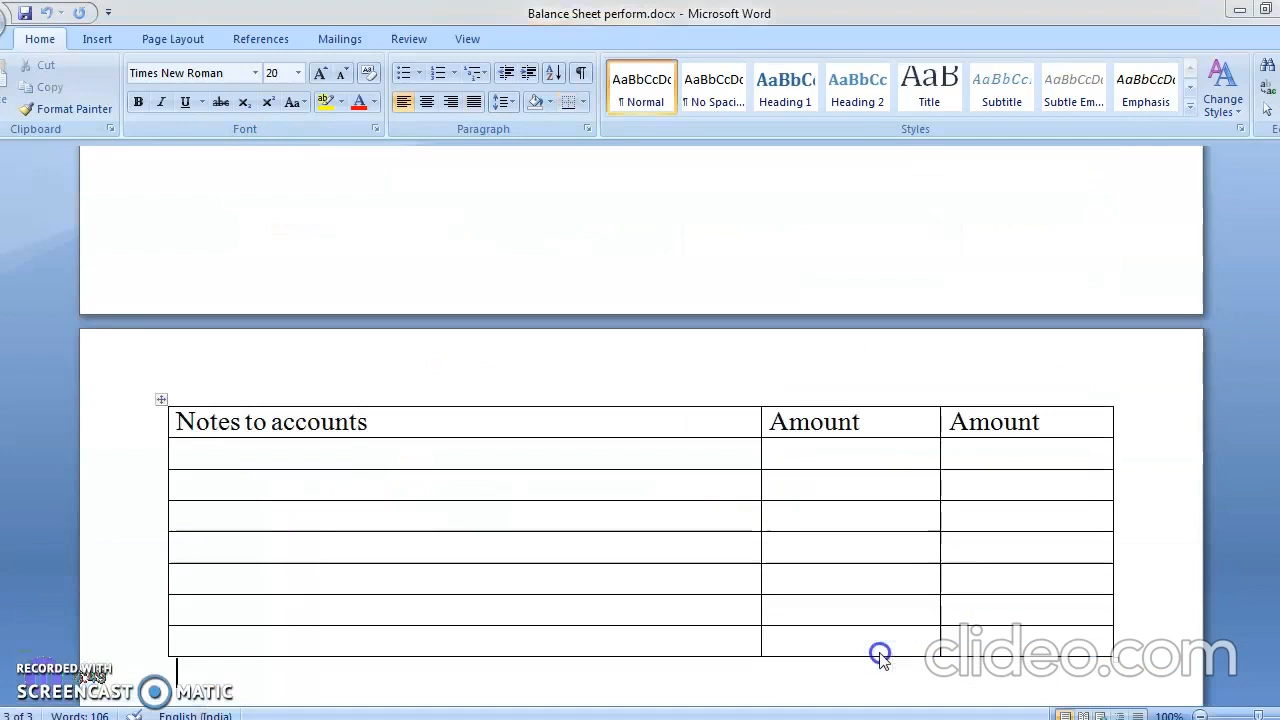 Balance Sheet perform.docx - Microsoft Word
Home Insert Page Layout References Mailings Review View
Cut
Copy
Format Painter
Clipboard
Times New Roman 20
Font
Paragraph
AaBbCcDc AaBbCcDc AaBbCc AaBbCc AaB AaBbCcI AaBbCcDc AaBbCcDc
¶ Normal ¶ No Spaci... Heading 1 Heading 2 Title Subtitle Subtle Em... Emphasis
Change
Styles
Styles
Notes to accounts Amount Amount
clideo.com
RECORDED WITH
SCREENCAST MATIC
3 of 3 Words: 106 English (India) 100%